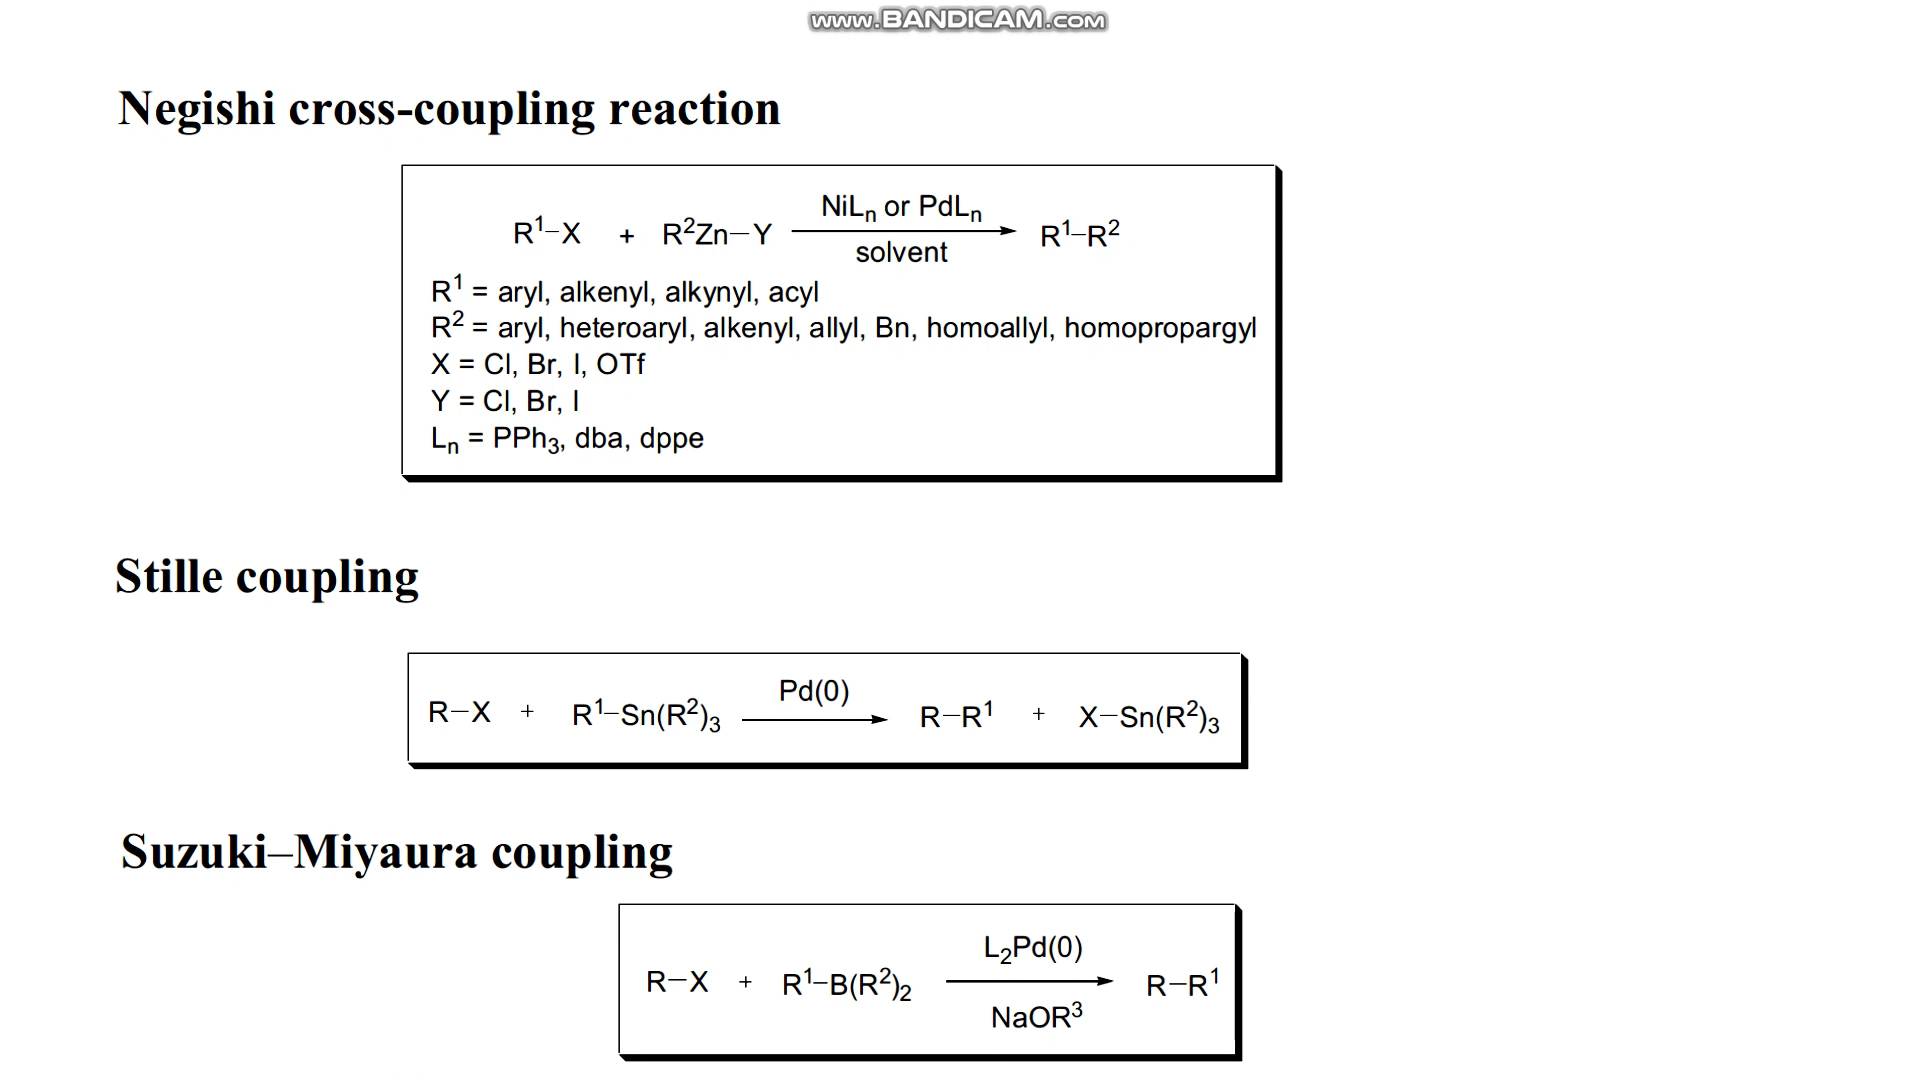 www.BANDICAM.com
Negishi cross-coupling reaction
R¹–X + R²Zn–Y NiLₙ or PdLₙ solvent R¹–R²
R¹ = aryl, alkenyl, alkynyl, acyl
R² = aryl, heteroaryl, alkenyl, allyl, Bn, homoallyl, homopropargyl
X = Cl, Br, I, OTf
Y = Cl, Br, I
Lₙ = PPh₃, dba, dppe
Stille coupling
R–X + R¹–Sn(R²)₃ Pd(0) R–R¹ + X–Sn(R²)₃
Suzuki–Miyaura coupling
R–X + R¹–B(R²)₂ L₂Pd(0) NaOR³ R–R¹